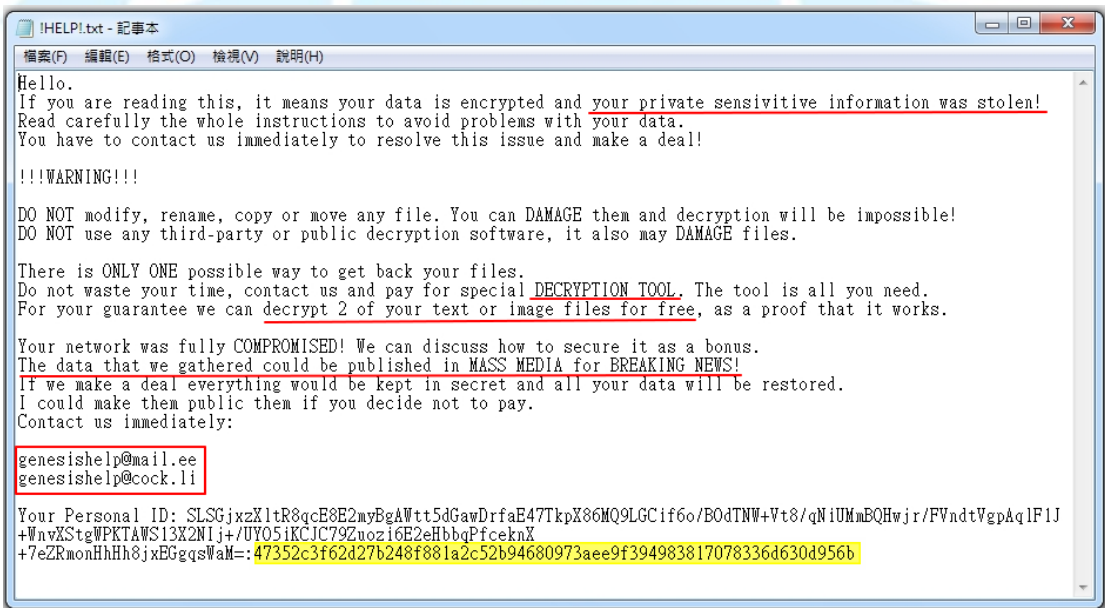 !HELP!.txt - 記事本
檔案(F) 編輯(E) 格式(O) 檢視(V) 說明(H)
Hello.
If you are reading this, it means your data is encrypted and your private sensivitive information was stolen!
Read carefully the whole instructions to avoid problems with your data.
You have to contact us immediately to resolve this issue and make a deal!
!!!WARNING!!!
DO NOT modify, rename, copy or move any file. You can DAMAGE them and decryption will be impossible!
DO NOT use any third-party or public decryption software, it also may DAMAGE files.
There is ONLY ONE possible way to get back your files.
Do not waste your time, contact us and pay for special DECRYPTION TOOL. The tool is all you need.
For your guarantee we can decrypt 2 of your text or image files for free, as a proof that it works.
Your network was fully COMPROMISED! We can discuss how to secure it as a bonus.
The data that we gathered could be published in MASS MEDIA for BREAKING NEWS!
If we make a deal everything would be kept in secret and all your data will be restored.
I could make them public them if you decide not to pay.
Contact us immediately:
genesishelp@mail.ee
genesishelp@cock.li
Your Personal ID: SLSGjxzXltR8qcE8E2myBgAWtt5dGawDrfaE47TkpX86MQ9LGCif6o/BOdTNW+Vt8/qNiUMmBQHwjr/FVndtVgpAqlF1J
+WnvXStgWPKTAWS13X2NIj+/UYO5iKCJC79Zuozi6E2eHbbqPfceknX
+7eZRmonHhHh8jxEGgqsWaM=:47352c3f62d27b248f881a2c52b94680973aee9f394983817078336d630d956b